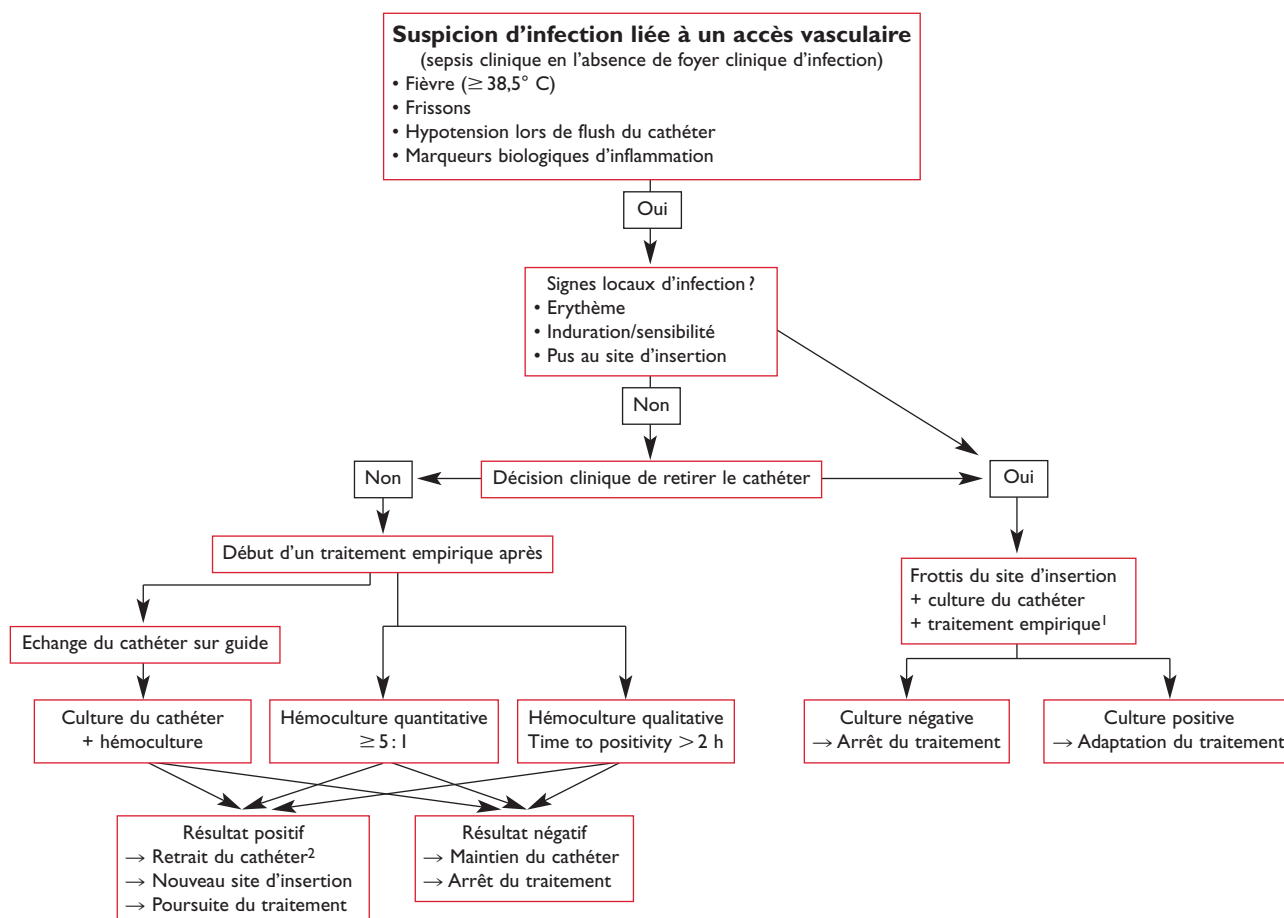 Suspicion d’infection liée à un accès vasculaire
(sepsis clinique en l’absence de foyer clinique d’infection)
• Fièvre (≥ 38,5° C)
• Frissons
• Hypotension lors de flush du cathéter
• Marqueurs biologiques d’inflammation
Oui
Signes locaux d’infection ?
• Erythème
• Induration/sensibilité
• Pus au site d’insertion
Non
Non
Décision clinique de retirer le cathéter
Oui
Début d’un traitement empirique après
Frottis du site d’insertion
+ culture du cathéter
+ traitement empirique¹
Echange du cathéter sur guide
Culture du cathéter
+ hémoculture
Hémoculture quantitative
≥ 5 : 1
Hémoculture qualitative
Time to positivity > 2 h
Culture négative
→ Arrêt du traitement
Culture positive
→ Adaptation du traitement
Résultat positif
→ Retrait du cathéter²
→ Nouveau site d’insertion
→ Poursuite du traitement
Résultat négatif
→ Maintien du cathéter
→ Arrêt du traitement